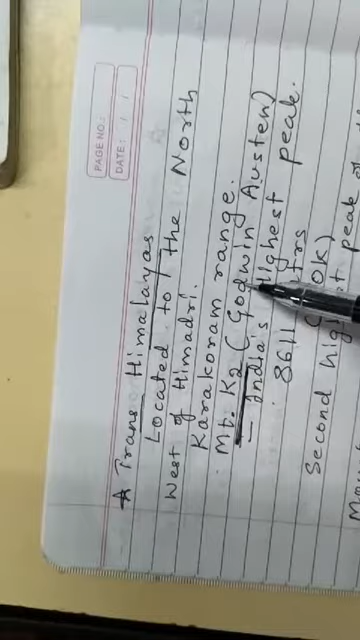 PAGE NO:
DATE: / /
* Trans Himalayas
Located to the North
West of Himadri.
Karakoram range.
Mt. K2 (Godwin Austen)
- India's Highest peak.
8611
Second peak of